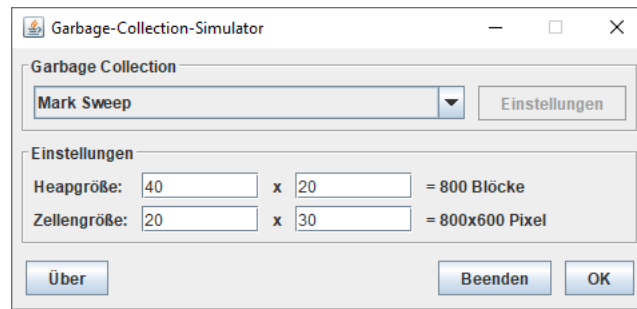 Garbage-Collection-Simulator
Garbage Collection
Mark Sweep Einstellungen
Einstellungen
Heapgröße: 40 x 20 = 800 Blöcke
Zellengröße: 20 x 30 = 800x600 Pixel
Über Beenden OK